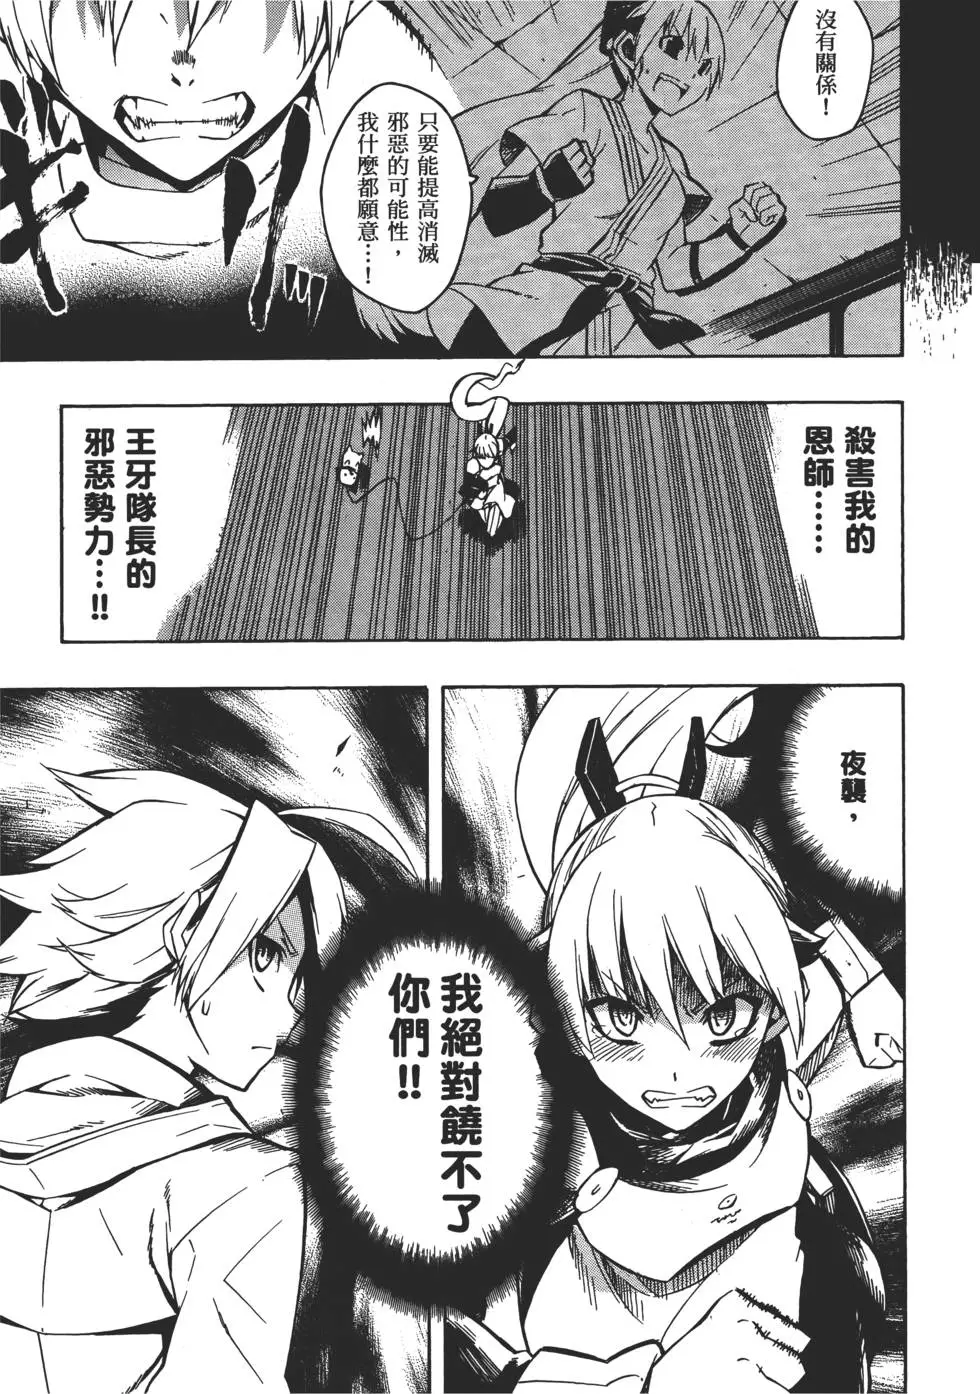 沒有關係！
只要能提高消滅
邪惡的可能性，
我什麼都願意…！
殺害我的
恩師……
王牙隊長的
邪惡勢力…!!
夜襲，
我絕對饒不了
你們!!